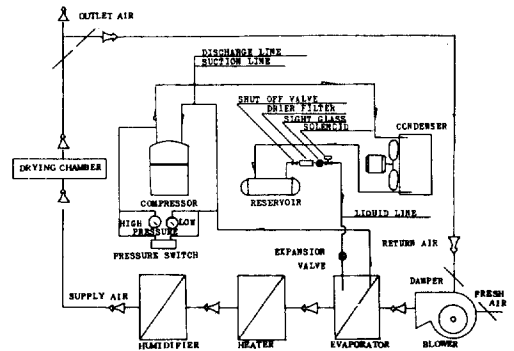 OUTLET AIR
DISCHARGE LINE
SUCTION LINE
SHUT OFF VALVE
DRIER FILTER
SIGHT GLASS
SOLENOID
CONDENSER
DRYING CHAMBER
COMPRESSOR
RESERVOIR
HIGH
LOW
PRESSURE
PRESSURE SWITCH
LIQUID LINE
RETURN AIR
EXPANSION
VALVE
DAMPER
FRESH
AIR
SUPPLY AIR
HUMIDIFIER
HEATER
EVAPORATOR
BLOWER